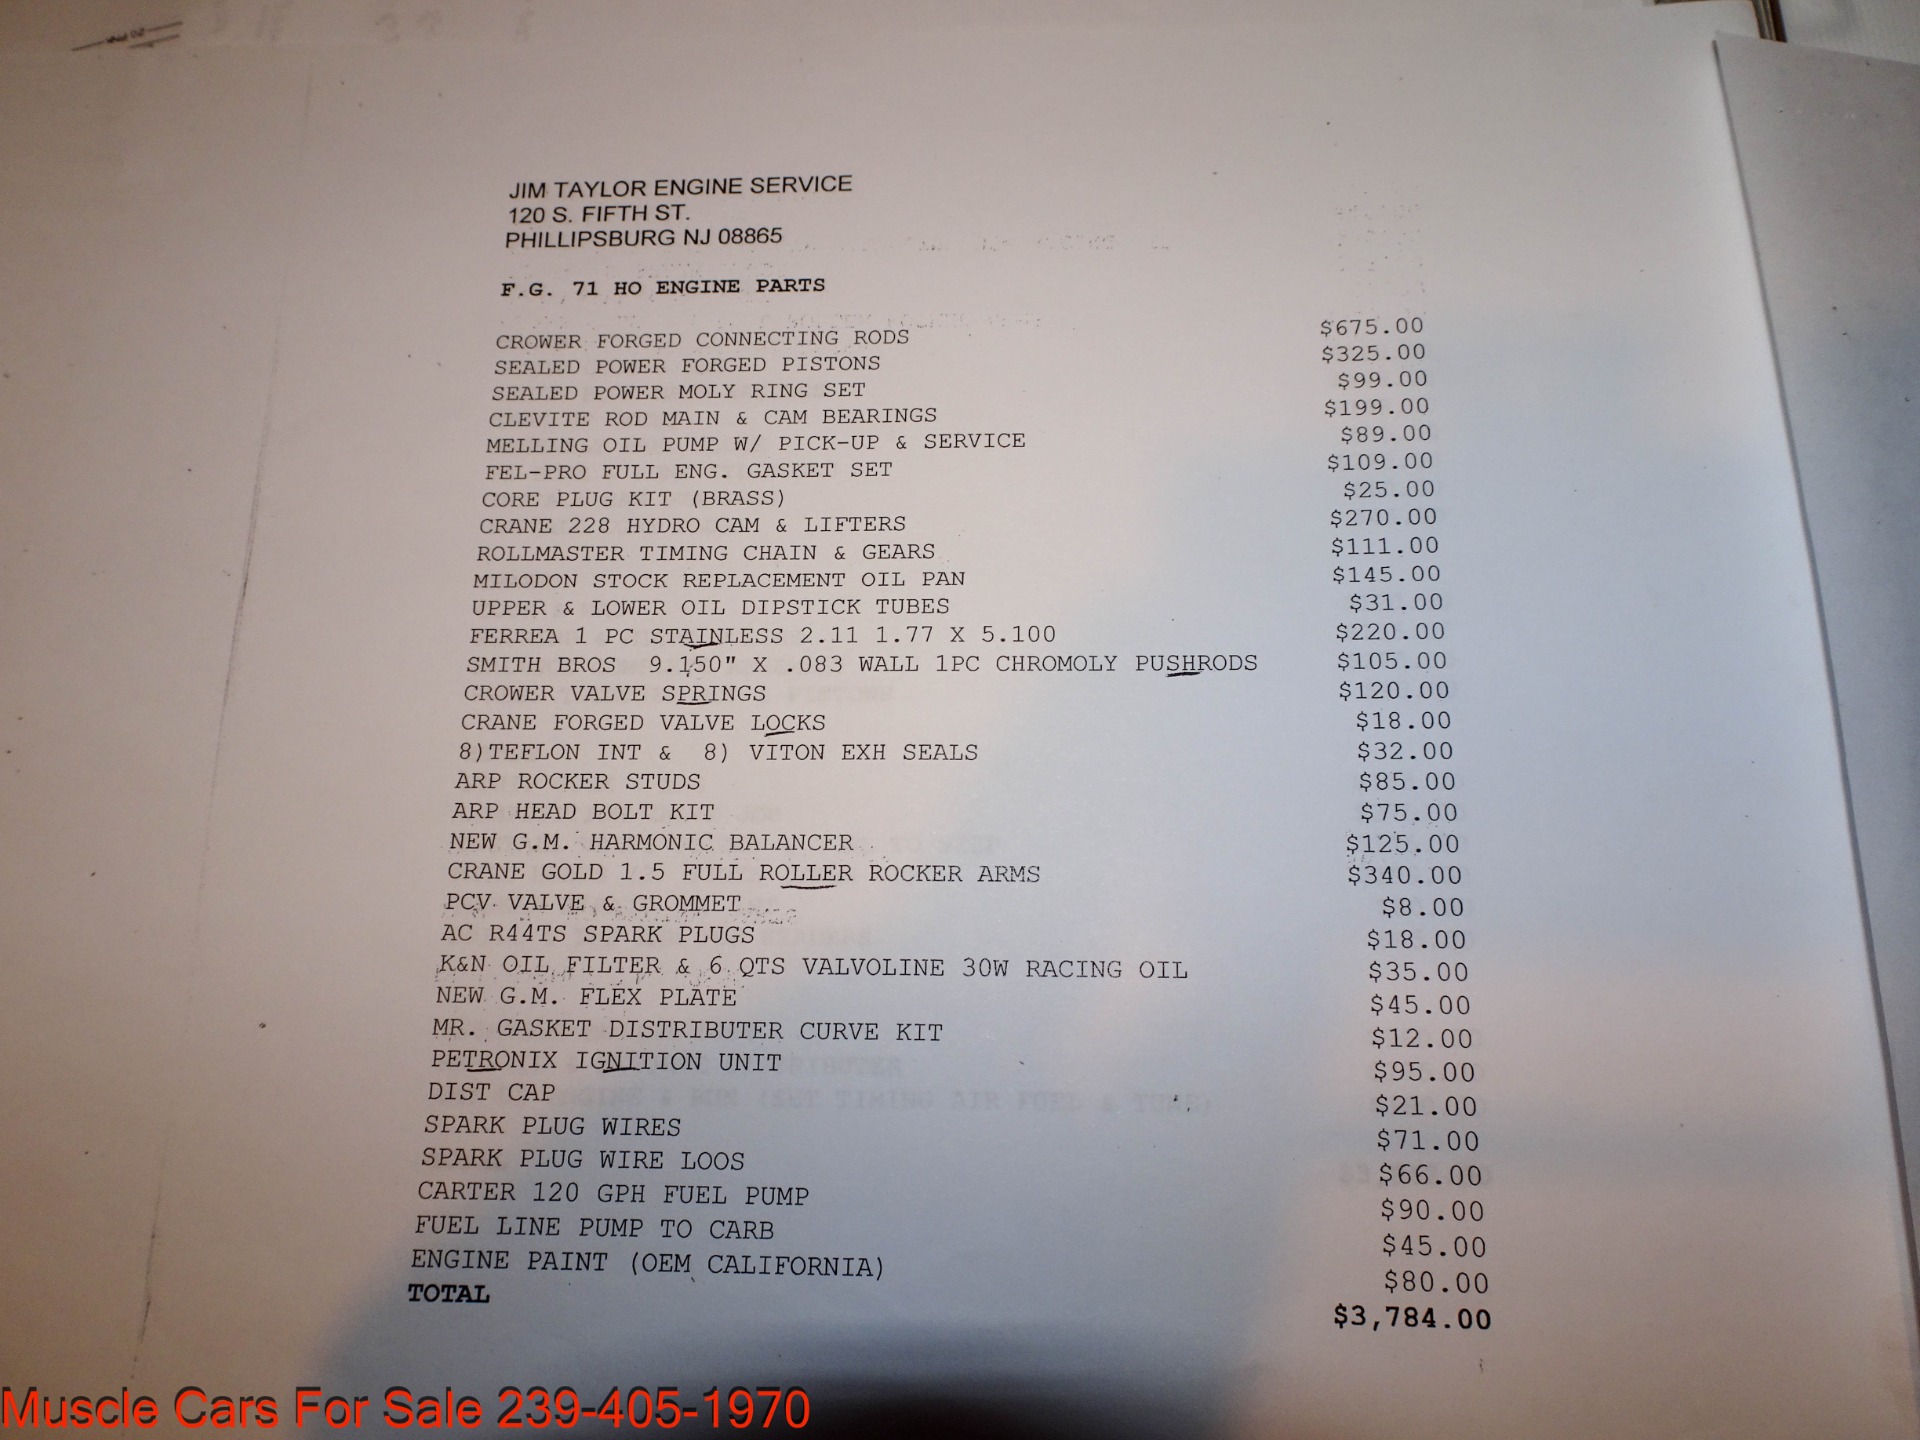 JIM TAYLOR ENGINE SERVICE
120 S. FIFTH ST.
PHILLIPSBURG NJ 08865
F.G. 71 HO ENGINE PARTS
CROWER FORGED CONNECTING RODS $675.00
SEALED POWER FORGED PISTONS $325.00
SEALED POWER MOLY RING SET $99.00
CLEVITE ROD MAIN & CAM BEARINGS $199.00
MELLING OIL PUMP W/ PICK-UP & SERVICE $89.00
FEL-PRO FULL ENG. GASKET SET $109.00
CORE PLUG KIT (BRASS) $25.00
CRANE 228 HYDRO CAM & LIFTERS $270.00
ROLLMASTER TIMING CHAIN & GEARS $111.00
MILODON STOCK REPLACEMENT OIL PAN $145.00
UPPER & LOWER OIL DIPSTICK TUBES $31.00
FERREA 1 PC STAINLESS 2.11 1.77 X 5.100 $220.00
SMITH BROS 9.150" X .083 WALL 1PC CHROMOLY PUSHRODS $105.00
CROWER VALVE SPRINGS $120.00
CRANE FORGED VALVE LOCKS $18.00
8)TEFLON INT & 8) VITON EXH SEALS $32.00
ARP ROCKER STUDS $85.00
ARP HEAD BOLT KIT $75.00
NEW G.M. HARMONIC BALANCER $125.00
CRANE GOLD 1.5 FULL ROLLER ROCKER ARMS $340.00
PCV VALVE & GROMMET $8.00
AC R44TS SPARK PLUGS $18.00
K&N OIL FILTER & 6 QTS VALVOLINE 30W RACING OIL $35.00
NEW G.M. FLEX PLATE $45.00
MR. GASKET DISTRIBUTER CURVE KIT $12.00
PETRONIX IGNITION UNIT $95.00
DIST CAP $21.00
SPARK PLUG WIRES $71.00
SPARK PLUG WIRE LOOS $66.00
CARTER 120 GPH FUEL PUMP $90.00
FUEL LINE PUMP TO CARB $45.00
ENGINE PAINT (OEM CALIFORNIA) $80.00
TOTAL $3,784.00
Muscle Cars For Sale 239-405-1970